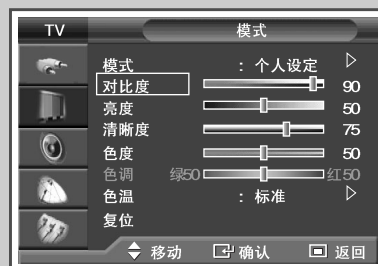 TV 模式
模式 : 个人设定
对比度 90
亮度 50
清晰度 75
色度 50
色调 绿50 红50
色温 : 标准
复位
移动 确认 返回